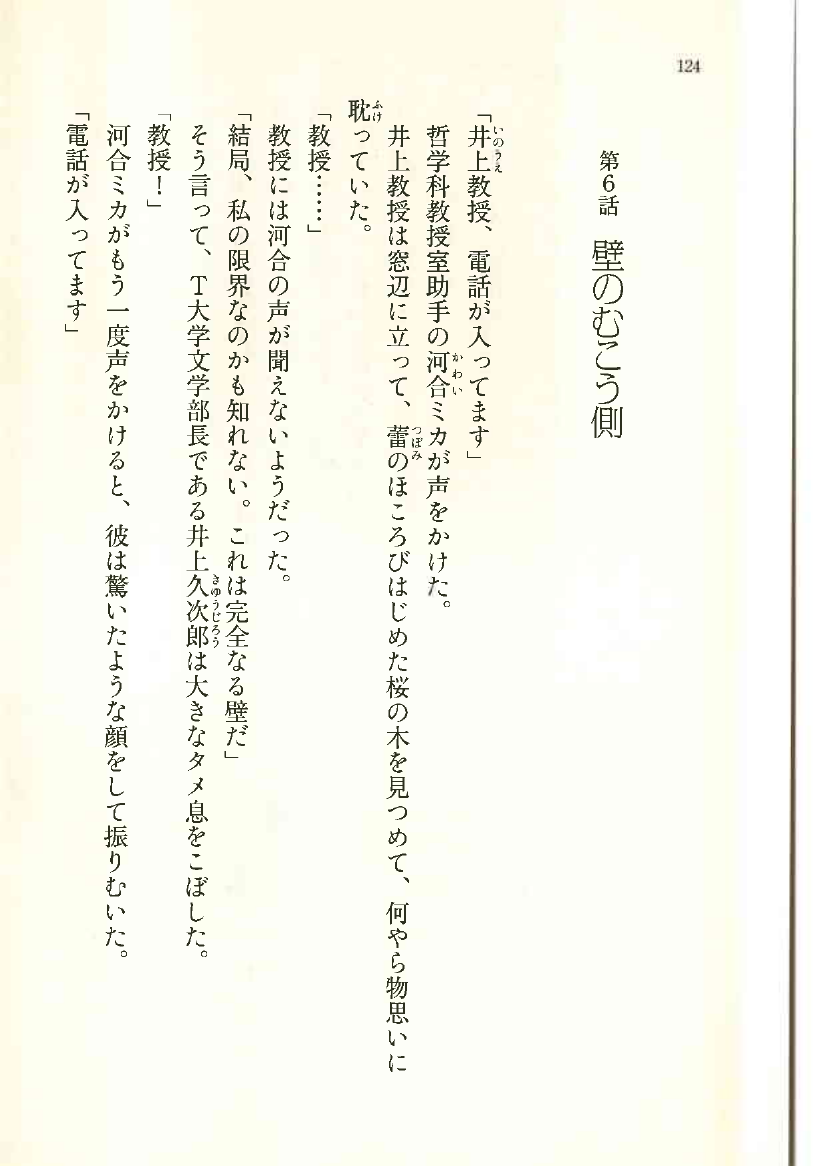 124
第6話 壁のむこう側
「井上教授、電話が入ってます」
哲学科教授室助手の河合ミカが声をかけた。
井上教授は窓辺に立って、蕾のほころびはじめた桜の木を見つめて、何やら物思いに
耽っていた。
「教授……」
教授には河合の声が聞えないようだった。
「結局、私の限界なのかも知れない。これは完全なる壁だ」
そう言って、T大学文学部長である井上久次郎は大きなタメ息をこぼした。
「教授！」
河合ミカがもう一度声をかけると、彼は驚いたような顔をして振りむいた。
「電話が入ってます」